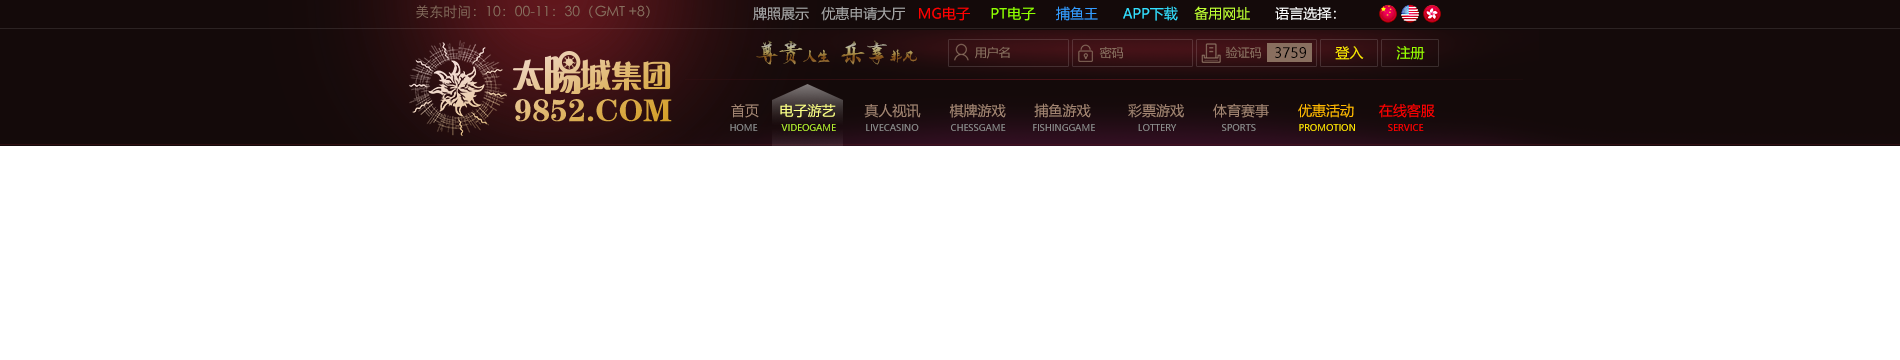 美东时间：10：00-11：30（GMT +8）
牌照展示 优惠申请大厅 MG电子 PT电子 捕鱼王 APP下载 备用网址 语言选择：
尊贵人生 乐享非凡
用户名 密码 验证码 3759 登入 注册
太陽城集团
9852.COM
首页 电子游艺 真人视讯 棋牌游戏 捕鱼游戏 彩票游戏 体育赛事 优惠活动 在线客服
HOME VIDEOGAME LIVECASINO CHESSGAME FISHINGGAME LOTTERY SPORTS PROMOTION SERVICE